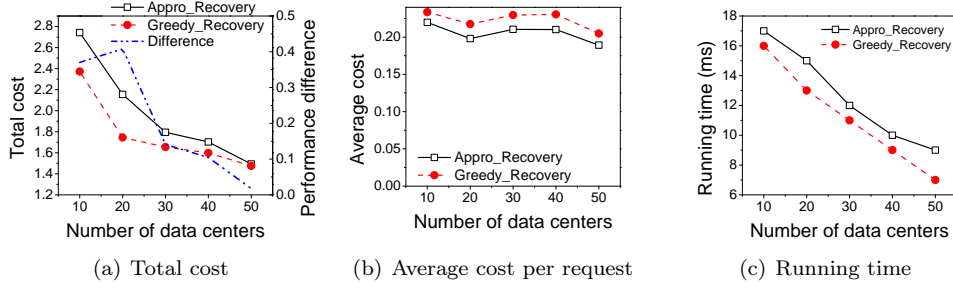 2.8
2.6
2.4
2.2
2.0
1.8
1.6
1.4
1.2
Total cost
Appro_Recovery
Greedy_Recovery
Difference
0.5
0.4
0.3
0.2
0.1
0.0
Performance difference
10 20 30 40 50
Number of data centers
(a) Total cost
0.20
0.15
0.10
0.05
0.00
Average cost
Appro_Recovery
Greedy_Recovery
10 20 30 40 50
Number of data centers
(b) Average cost per request
18
16
14
12
10
8
6
Running time (ms)
Appro_Recovery
Greedy_Recovery
10 20 30 40 50
Number of data centers
(c) Running time